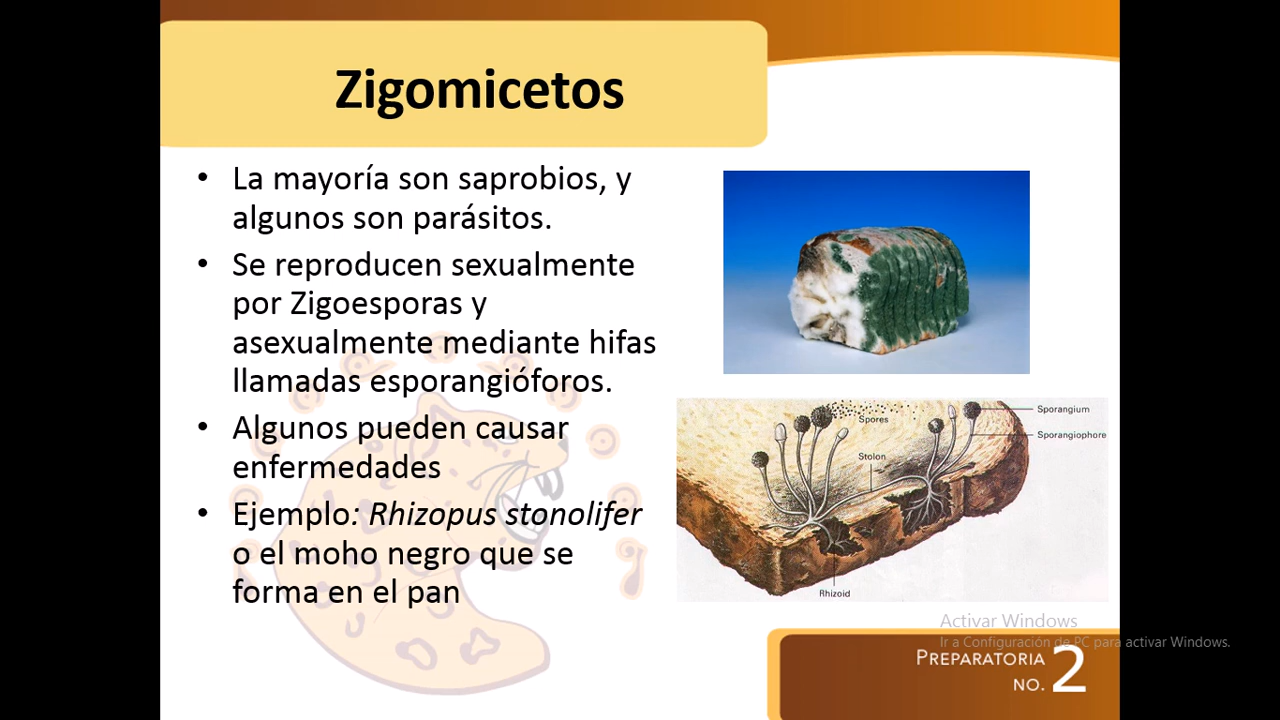 Zigomicetos
• La mayoría son saprobios, y
algunos son parásitos.
• Se reproducen sexualmente
por Zigoesporas y
asexualmente mediante hifas
llamadas esporangióforos.
• Algunos pueden causar
enfermedades
• Ejemplo: Rhizopus stonolifer
o el moho negro que se
forma en el pan
Sporangium
Spores
Sporangiophore
Stolon
Rhizoid
Activar Windows
Ir a Configuración de PC para activar Windows.
PREPARATORIA
NO. 2